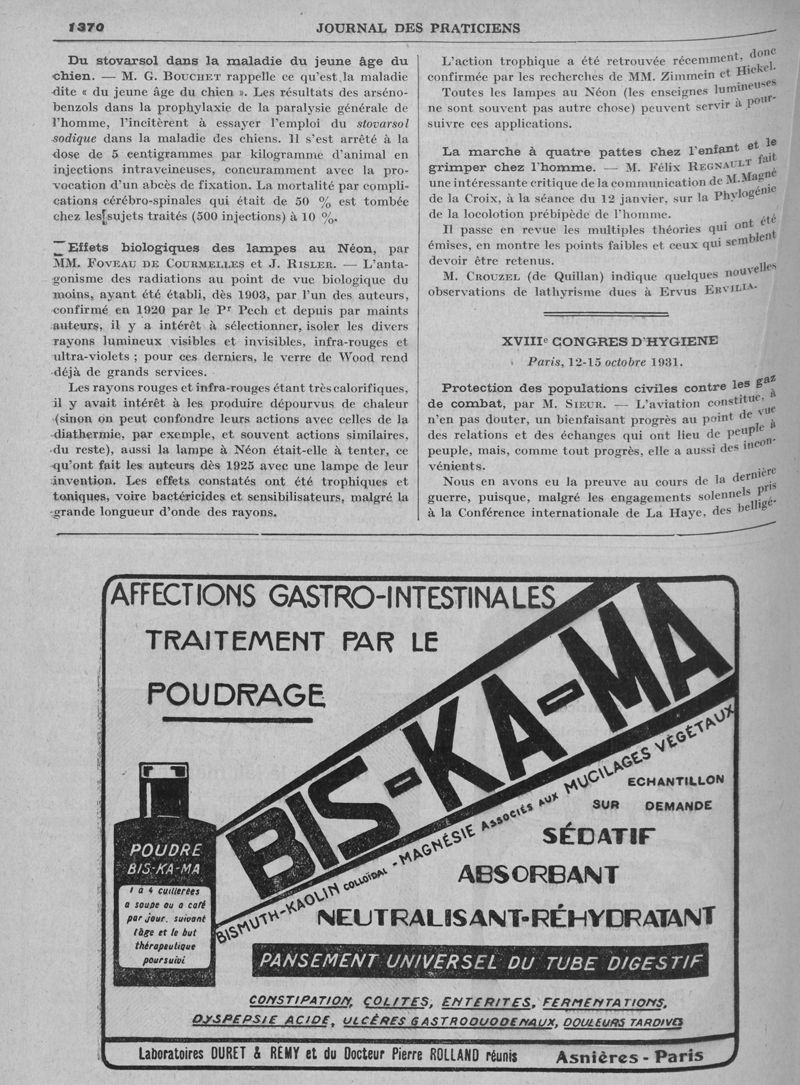 1370
JOURNAL DES PRATICIENS
Du stovarsol dans la maladie du jeune âge du
chien. — M. G. BOUCHET rappelle ce qu'est la maladie
dite « du jeune âge du chien ». Les résultats des arséno-
benzols dans la prophylaxie de la paralysie générale de
l'homme, l'incitèrent à essayer l'emploi du stovarsol
sodique dans la maladie des chiens. Il s'est arrêté à la
dose de 5 centigrammes par kilogramme d'animal en
injections intraveineuses, concuramment avec la pro-
vocation d'un abcès de fixation. La mortalité par compli-
cations cérébro-spinales qui était de 50 % est tombée
chez les sujets traités (500 injections) à 10 %.
Effets biologiques des lampes au Néon, par
MM. FOVEAU DE COURMELLES et J. RISLER. — L'anta-
gonisme des radiations au point de vue biologique du
moins, ayant été établi, dès 1903, par l'un des auteurs,
confirmé en 1920 par le Pr Pech et depuis par maints
auteurs, il y a intérêt à sélectionner, isoler les divers
rayons lumineux visibles et invisibles, infra-rouges et
ultra-violets ; pour ces derniers, le verre de Wood rend
déjà de grands services.
Les rayons rouges et infra-rouges étant très calorifiques,
il y avait intérêt à les produire dépourvus de chaleur
(sinon on peut confondre leurs actions avec celles de la
diathermie, par exemple, et souvent actions similaires,
du reste), aussi la lampe à Néon était-elle à tenter, ce
qu'ont fait les auteurs dès 1925 avec une lampe de leur
invention. Les effets constatés ont été trophiques et
toniques, voire bactéricides et sensibilisateurs, malgré la
grande longueur d'onde des rayons.
L'action trophique a été retrouvée récemment, donc
confirmée par les recherches de MM. Zimmein et Hickel.
Toutes les lampes au Néon (les enseignes lumineuses
ne sont souvent pas autre chose) peuvent servir à pour-
suivre ces applications.
La marche à quatre pattes chez l'enfant et le
grimper chez l'homme. — M. Félix REGNAULT fait
une intéressante critique de la communication de M. Magne
de la Croix, à la séance du 12 janvier, sur la Phylogénie
de la locolotion prébipède de l'homme.
Il passe en revue les multiples théories qui ont été
émises, en montre les points faibles et ceux qui semblent
devoir être retenus.
M. CROUZEL (de Quillan) indique quelques nouvelles
observations de lathyrisme dues à Ervus ERVILIA.
XVIIIe CONGRES D'HYGIENE
Paris, 12-15 octobre 1931.
Protection des populations civiles contre les gaz
de combat, par M. SIEUR. — L'aviation constitue, à
n'en pas douter, un bienfaisant progrès au point de vue
des relations et des échanges qui ont lieu de peuple à
peuple, mais, comme tout progrès, elle a aussi des incon-
vénients.
Nous en avons eu la preuve au cours de la dernière
guerre, puisque, malgré les engagements solennels pris
à la Conférence internationale de La Haye, des belligé-
AFFECTIONS GASTRO-INTESTINALES
TRAITEMENT PAR LE
POUDRAGE
BIS-KA-MA
BISMUTH-KAOLIN COLLOÏDAL - MAGNÉSIE ASSOCIÉS AUX MUCILAGES VÉGÉTAUX
ECHANTILLON
SUR DEMANDE
POUDRE
BIS-KA-MA
1 à 4 cuillerées
a soupe ou a café
par jour, suivant
l'âge et le but
thérapeutique
poursuivi
SÉDATIF
ABSORBANT
NEUTRALISANT-RÉHYDRATANT
PANSEMENT UNIVERSEL DU TUBE DIGESTIF
CONSTIPATION, COLITES, ENTERITES, FERMENTATIONS,
DYSPEPSIE ACIDE, ULCÈRES GASTRODUODENAUX, DOULEURS TARDIVES
Laboratoires DURET & REMY et du Docteur Pierre ROLLAND réunis Asnières - Paris